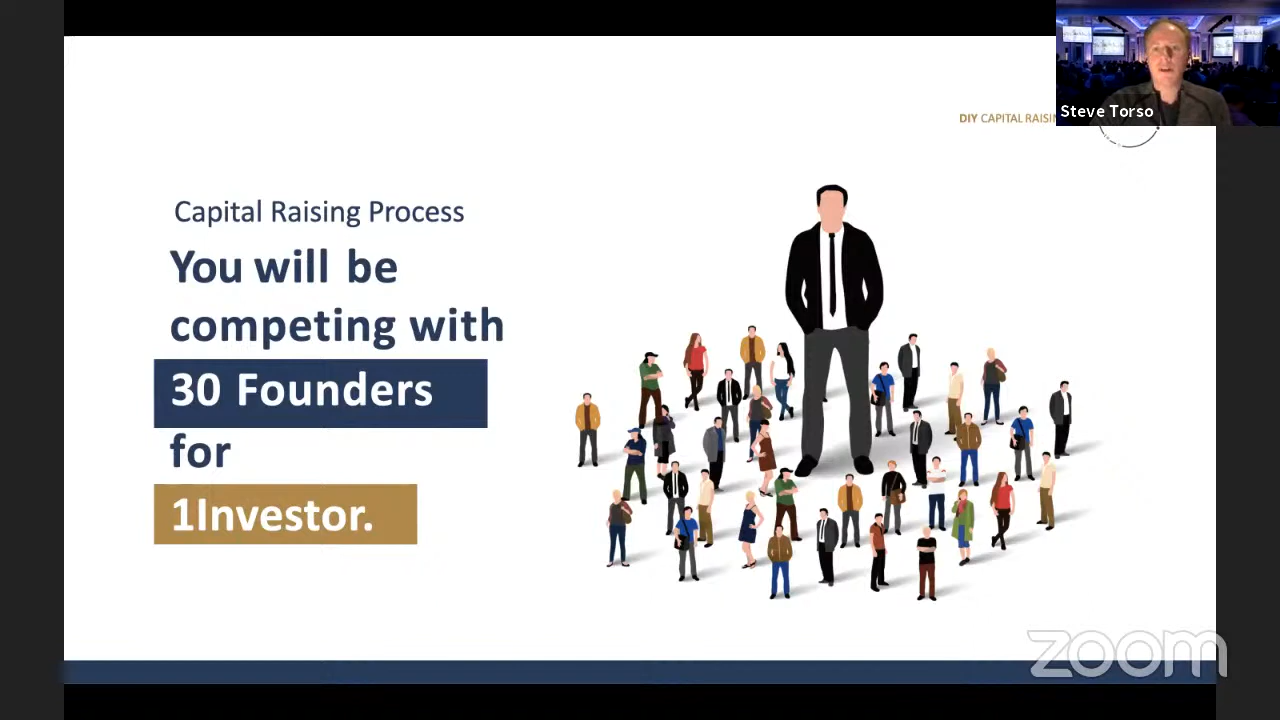 Steve Torso
DIY CAPITAL RAISIN
Capital Raising Process
You will be
competing with
30 Founders
for
1Investor.
zoom